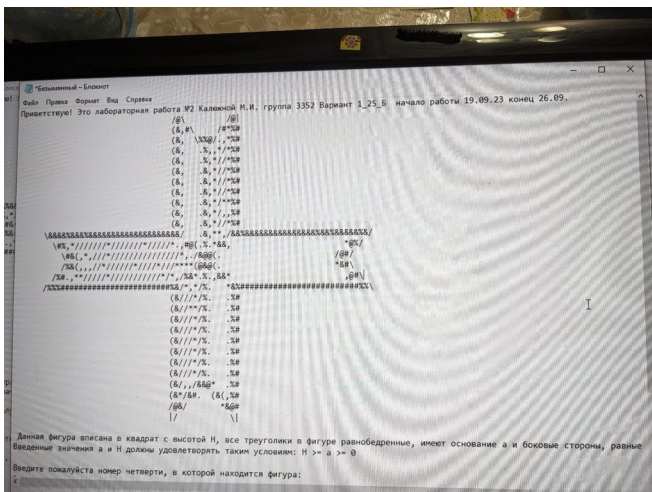 *Безымянный – Блокнот
Файл Правка Формат Вид Справка
Приветствую! Это лабораторная работа №2 Калюжной М.И. группа 3352 Вариант 1_25_Б начало работы 19.09.23 конец 26.09.
Данная фигура вписана в квадрат с высотой H, все треуголики в фигуре равнобедренные, имеют основание a и боковые стороны, равные
Введенные значения a и H должны удовлетворять таким условиям: H >= a >= 0
Введите пожалуйста номер четверти, в которой находится фигура: